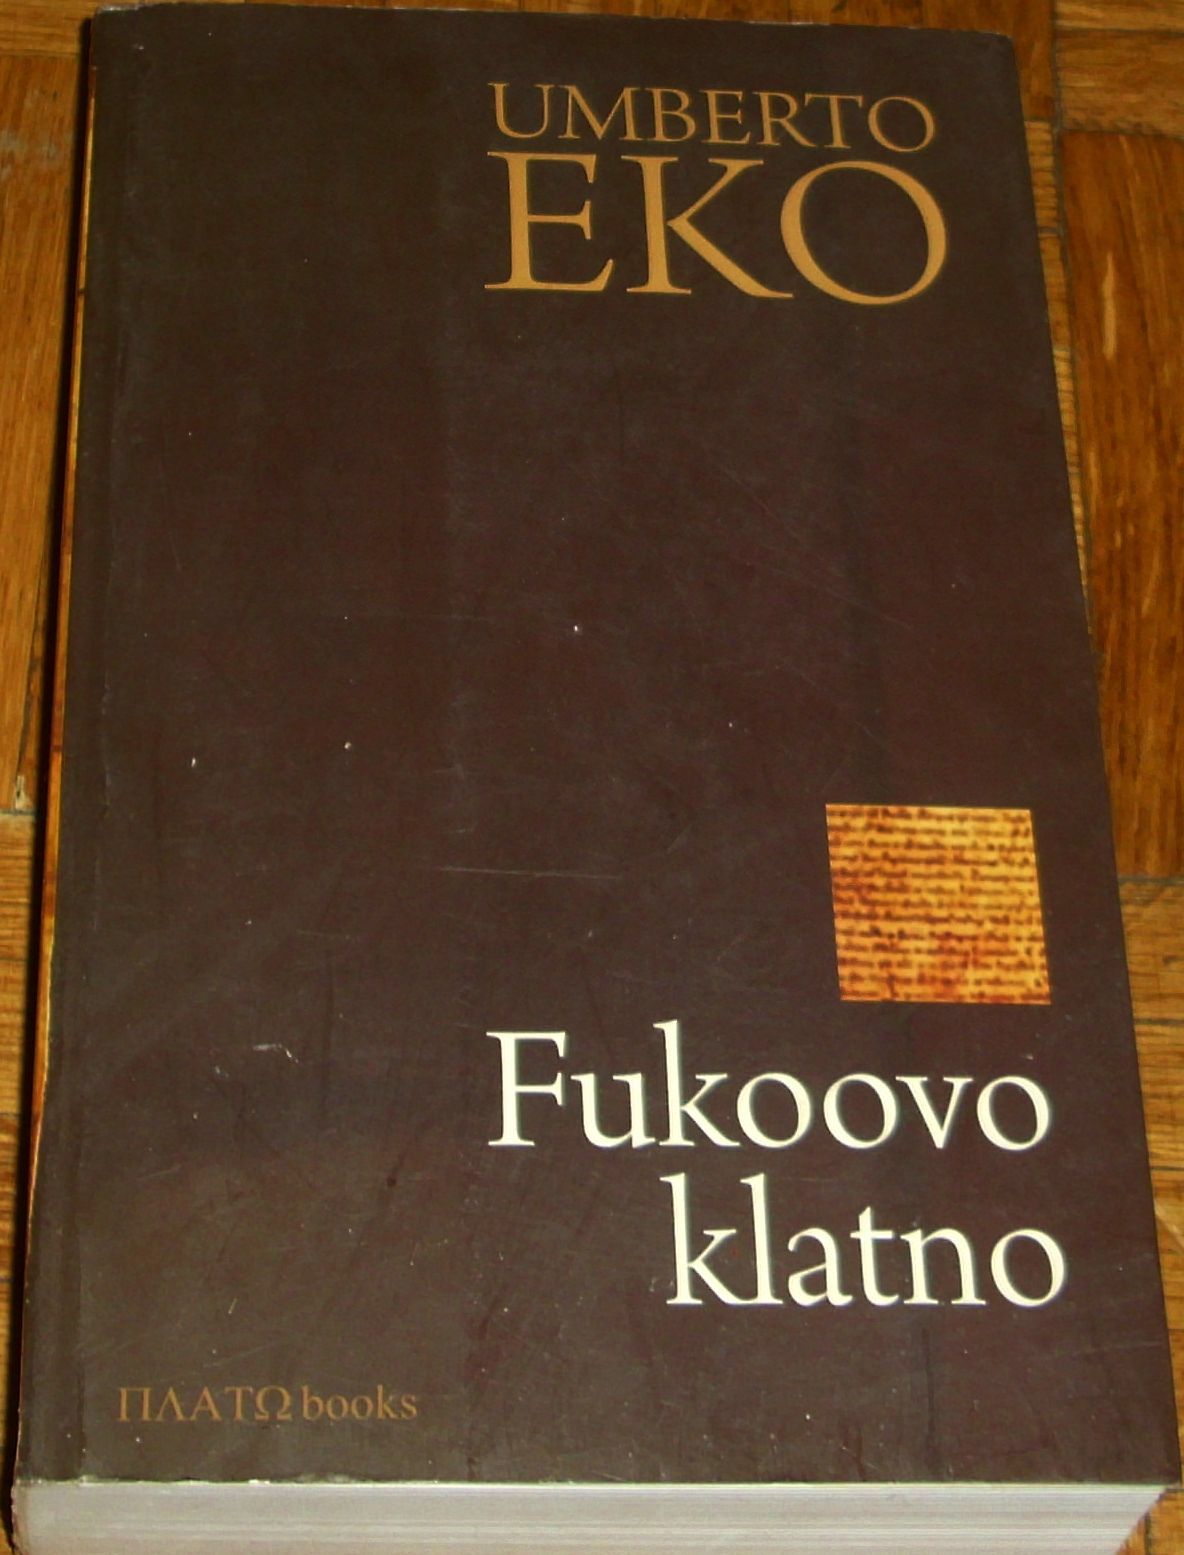 UMBERTO
EKO
Fukoovo
klatno
ΠΛΑΤΩ books